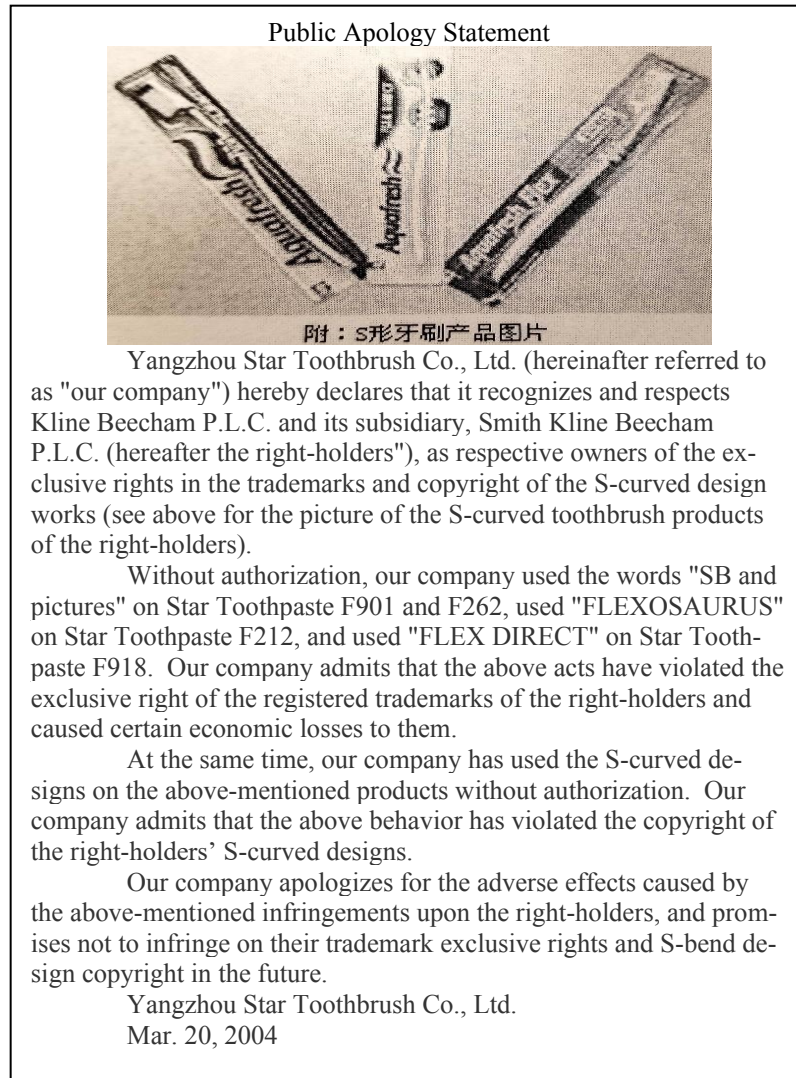 Public Apology Statement
Aquafresh
Aquafresh
Aquafresh Flex
附：S形牙刷产品图片
Yangzhou Star Toothbrush Co., Ltd. (hereinafter referred to
as "our company") hereby declares that it recognizes and respects
Kline Beecham P.L.C. and its subsidiary, Smith Kline Beecham
P.L.C. (hereafter the right-holders"), as respective owners of the ex-
clusive rights in the trademarks and copyright of the S-curved design
works (see above for the picture of the S-curved toothbrush products
of the right-holders).
Without authorization, our company used the words "SB and
pictures" on Star Toothpaste F901 and F262, used "FLEXOSAURUS"
on Star Toothpaste F212, and used "FLEX DIRECT" on Star Tooth-
paste F918.  Our company admits that the above acts have violated the
exclusive right of the registered trademarks of the right-holders and
caused certain economic losses to them.
At the same time, our company has used the S-curved de-
signs on the above-mentioned products without authorization.  Our
company admits that the above behavior has violated the copyright of
the right-holders’ S-curved designs.
Our company apologizes for the adverse effects caused by
the above-mentioned infringements upon the right-holders, and prom-
ises not to infringe on their trademark exclusive rights and S-bend de-
sign copyright in the future.
Yangzhou Star Toothbrush Co., Ltd.
Mar. 20, 2004